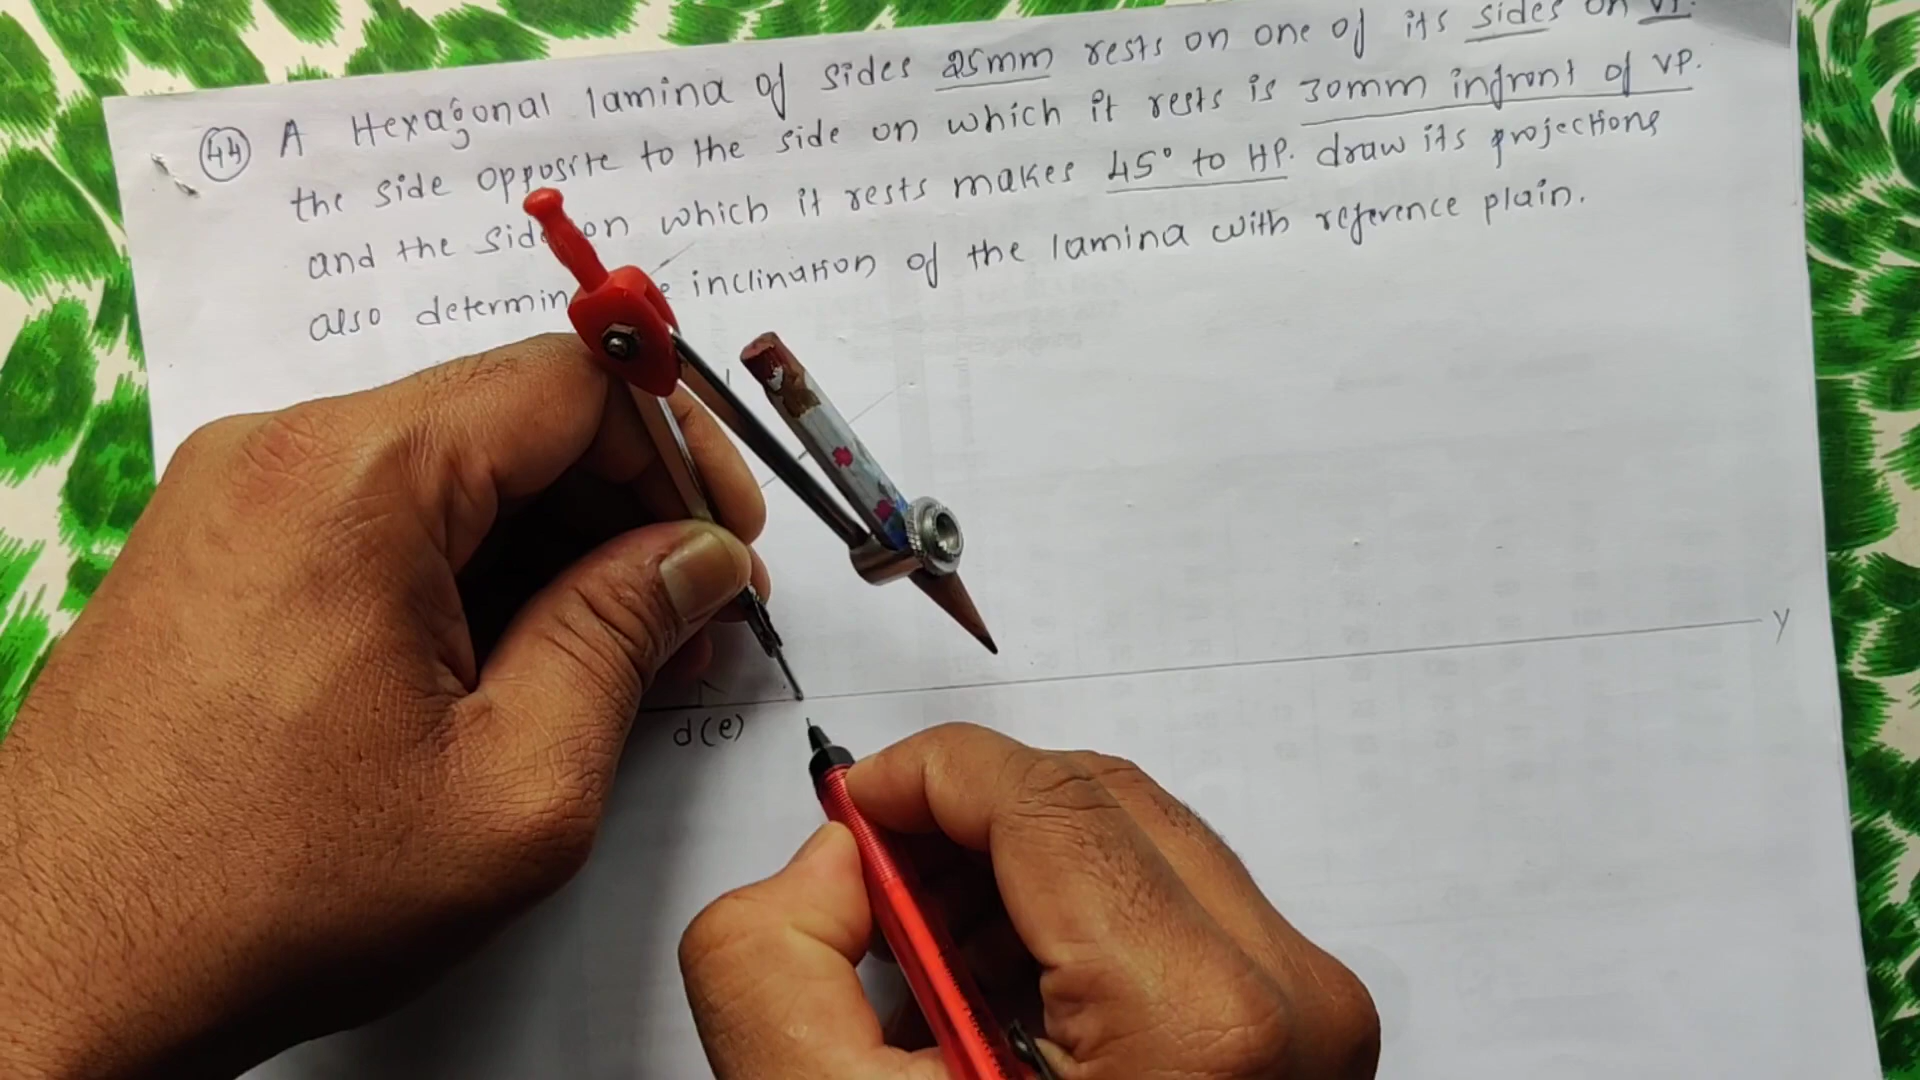 44 A Hexagonal lamina of sides 25mm rests on one of its sides on VP.
the side opposite to the side on which it rests is 30mm infront of VP.
and the side on which it rests makes 45° to HP. draw its projections
also determine inclination of the lamina with reference plain.
y
d(e)